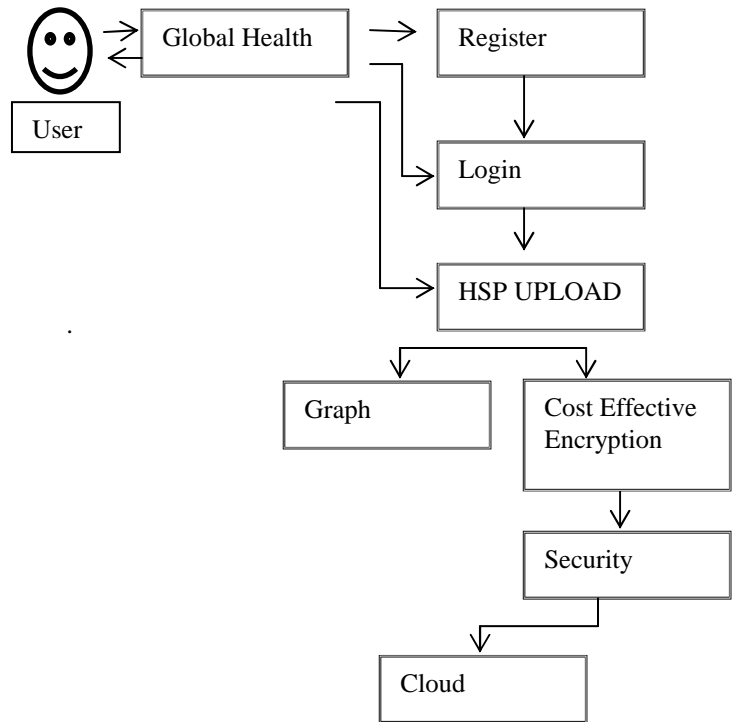 Global Health
Register
User
Login
HSP UPLOAD
.
Graph
Cost Effective
Encryption
Security
Cloud